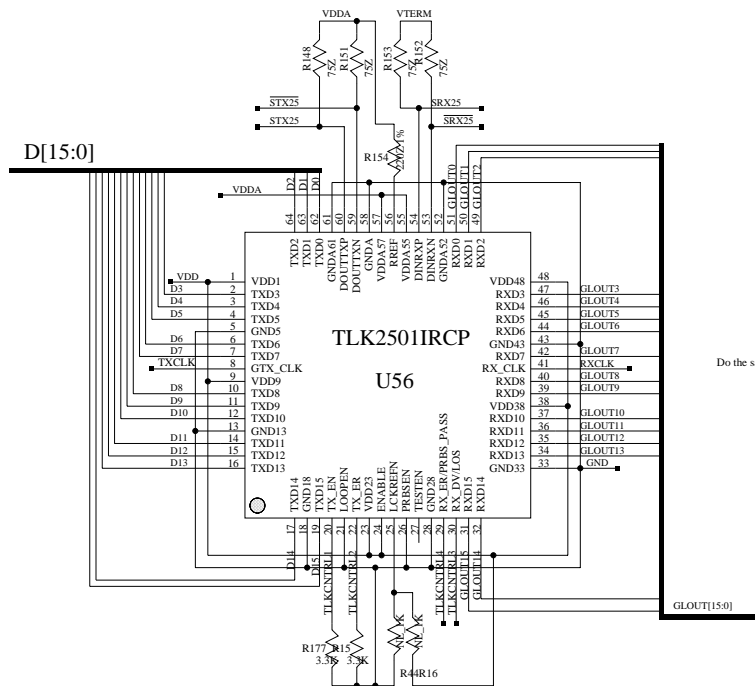 VDDA
VTERM
R148
75Z
R151
75Z
R153
75Z
R152
75Z
STX25
SRX25
STX25
SRX25
R154
D[15:0]
D2
D1
D0
GLOUT0
GLOUT1
GLOUT2
VDDA
64
63
62
61
60
59
58
57
56
55
54
53
52
51
50
49
TXD2
TXD1
TXD0
GNDA61
DOUTTXP
DOUTTXN
GNDA
VDDA57
RREF
VDDA55
DINRXP
DINRXN
GNDA52
RXD0
RXD1
RXD2
VDD 1 VDD1
D3 2 TXD3
D4 3 TXD4
D5 4 TXD5
5 GND5
D6 6 TXD6
D7 7 TXD7
TXCLK 8 GTX_CLK
9 VDD9
D8 10 TXD8
D9 11 TXD9
D10 12 TXD10
13 GND13
D11 14 TXD11
D12 15 TXD12
D13 16 TXD13
TLK2501IRCP
U56
VDD48 48
RXD3 47 GLOUT3
RXD4 46 GLOUT4
RXD5 45 GLOUT5
RXD6 44 GLOUT6
GND43 43
RXD7 42 GLOUT7
RX_CLK 41 RXCLK
RXD8 40 GLOUT8
RXD9 39 GLOUT9
VDD38 38
RXD10 37 GLOUT10
RXD11 36 GLOUT11
RXD12 35 GLOUT12
RXD13 34 GLOUT13
GND33 33 GND
Do the s
TXD14
GND18
TXD15
TX_EN
LOOPEN
TX_ER
VDD23
ENABLE
LCKREFN
PRBSEN
TESTEN
GND28
RX_ER/PRBS_PASS
RX_DV/LOS
RXD15
RXD14
17
18
19
20
21
22
23
24
25
26
27
28
29
30
31
32
D14
D15
TLKCNTRL1
TLKCNTRL2
TLKCNTRL4
TLKCNTRL3
GLOUT15
GLOUT14
GLOUT[15:0]
R177
3.3K
R15
3.3K
R44
R16